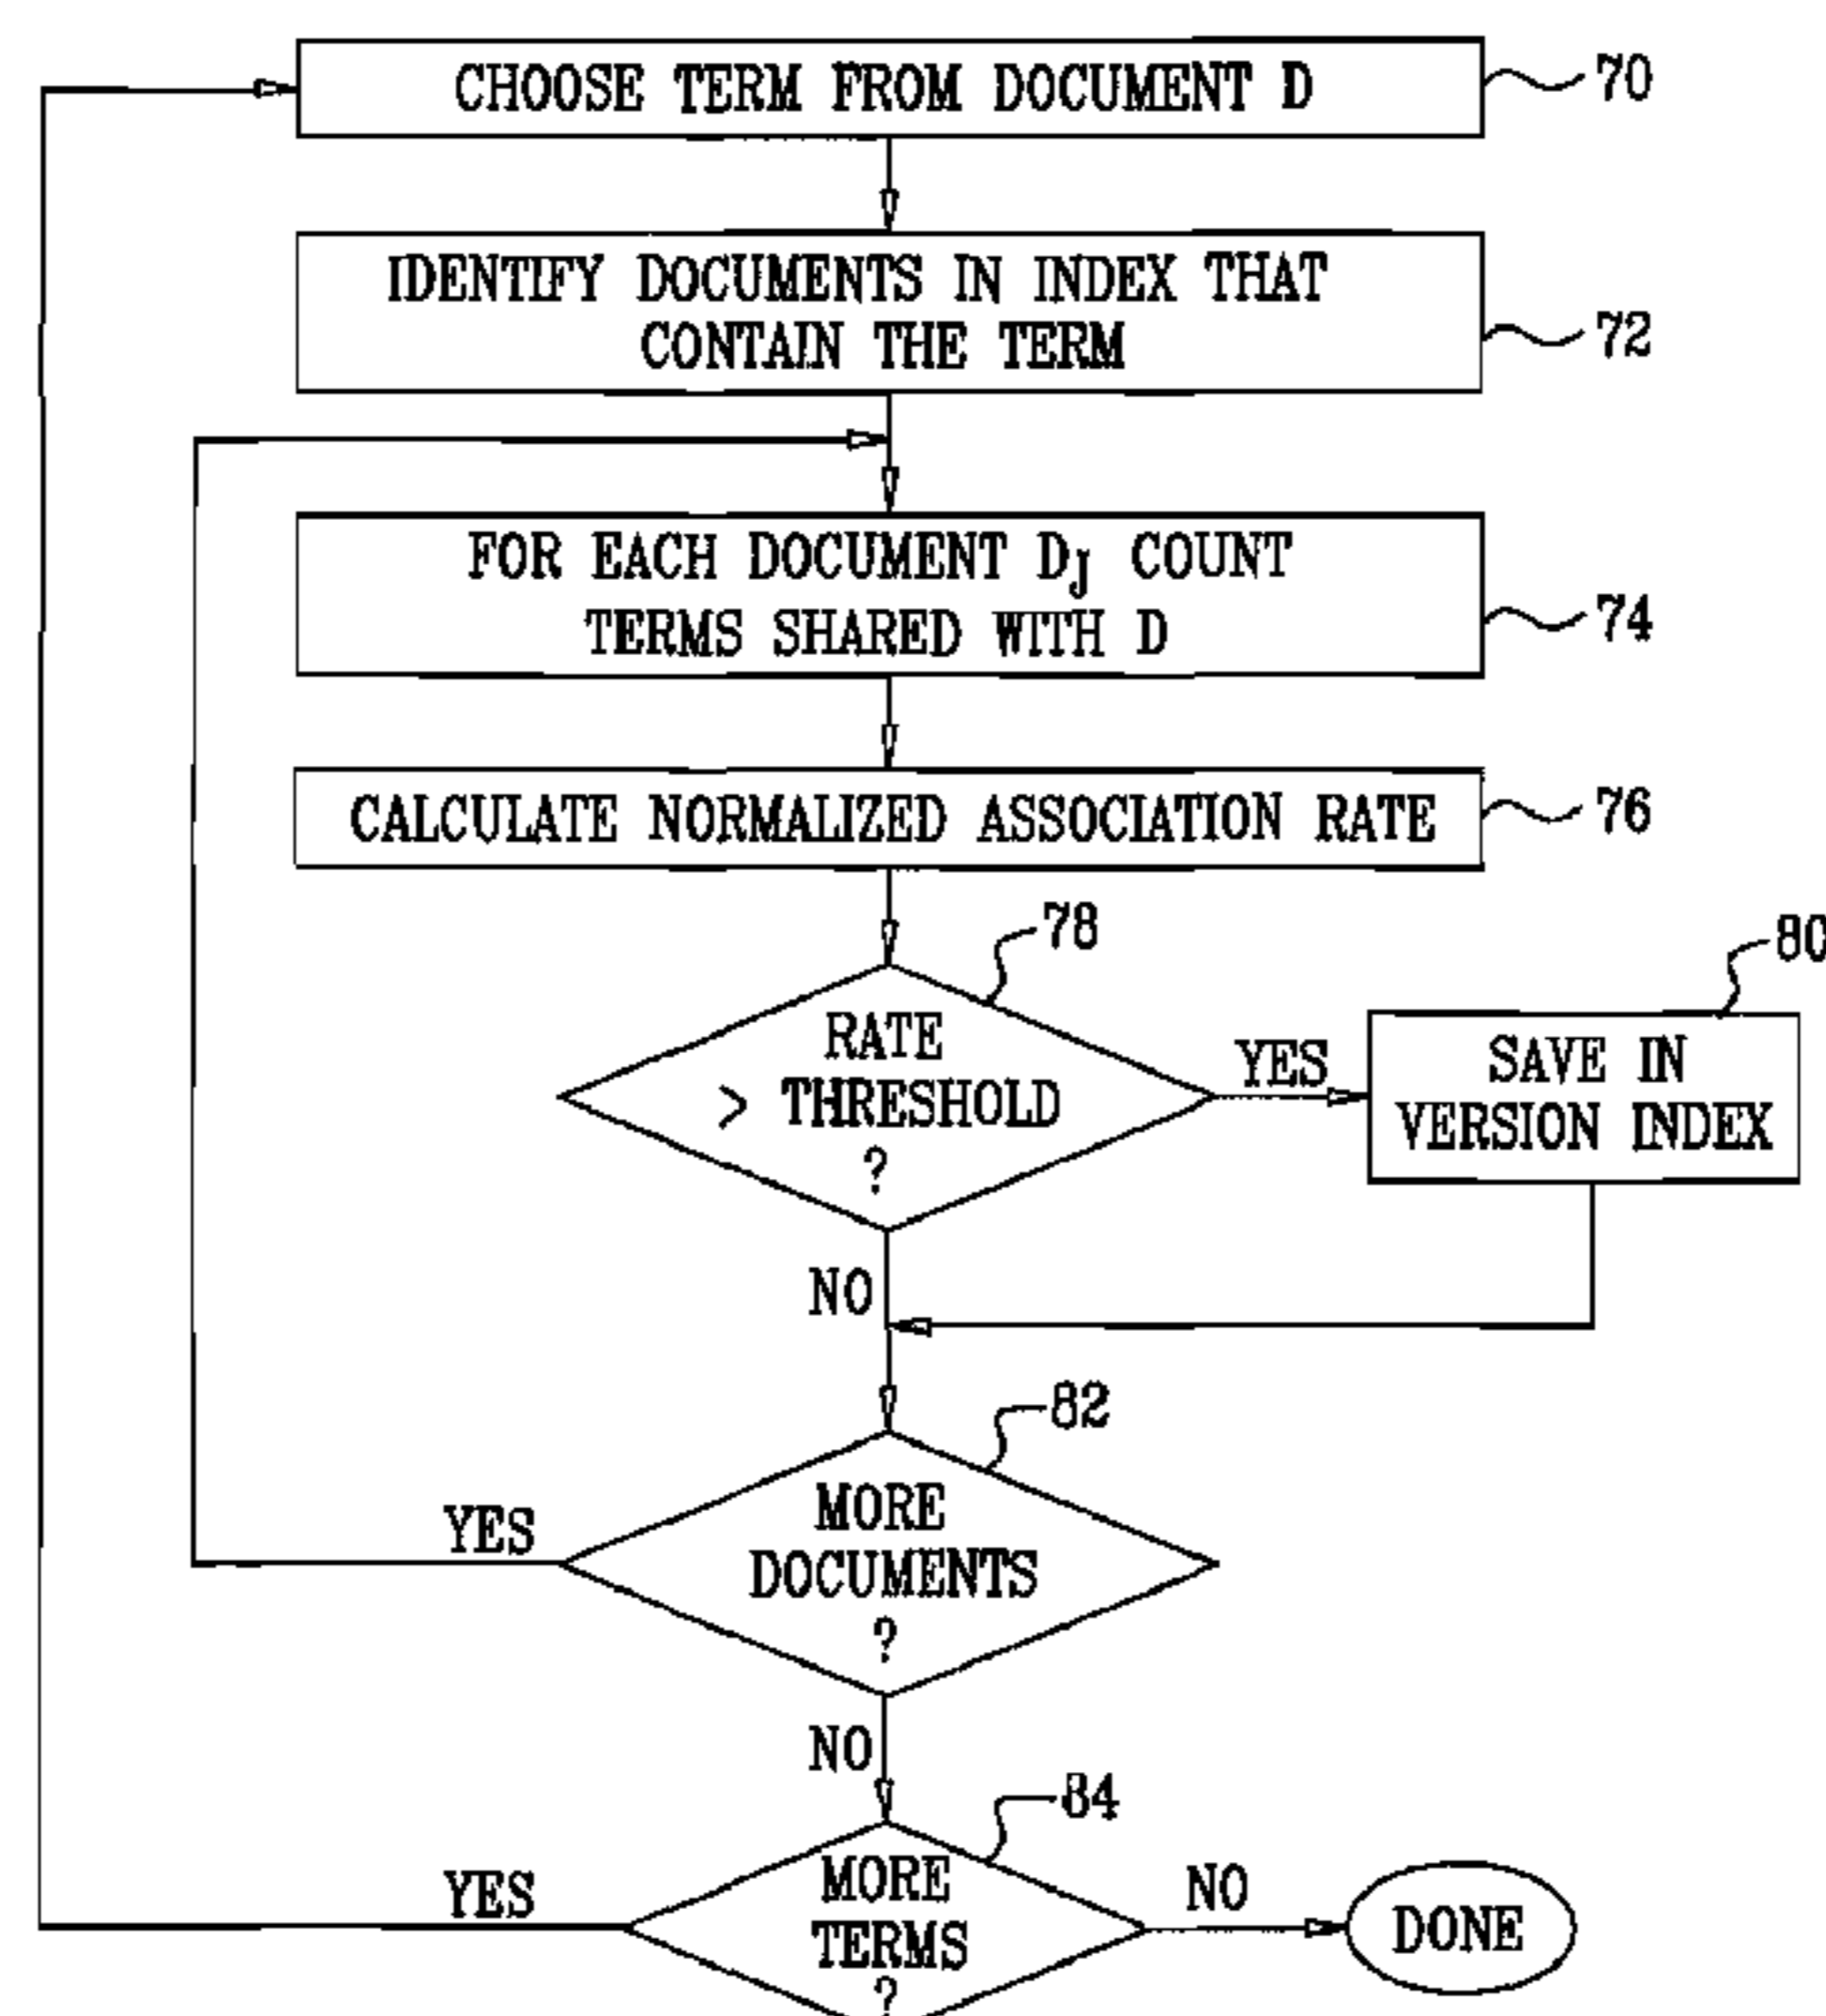 CHOOSE TERM FROM DOCUMENT D
70
IDENTIFY DOCUMENTS IN INDEX THAT
CONTAIN THE TERM
72
FOR EACH DOCUMENT DJ COUNT
TERMS SHARED WITH D
74
CALCULATE NORMALIZED ASSOCIATION RATE
76
78
RATE
> THRESHOLD
?
YES
80
SAVE IN
VERSION INDEX
NO
82
MORE
DOCUMENTS
?
YES
NO
84
MORE
TERMS
?
YES
NO
DONE